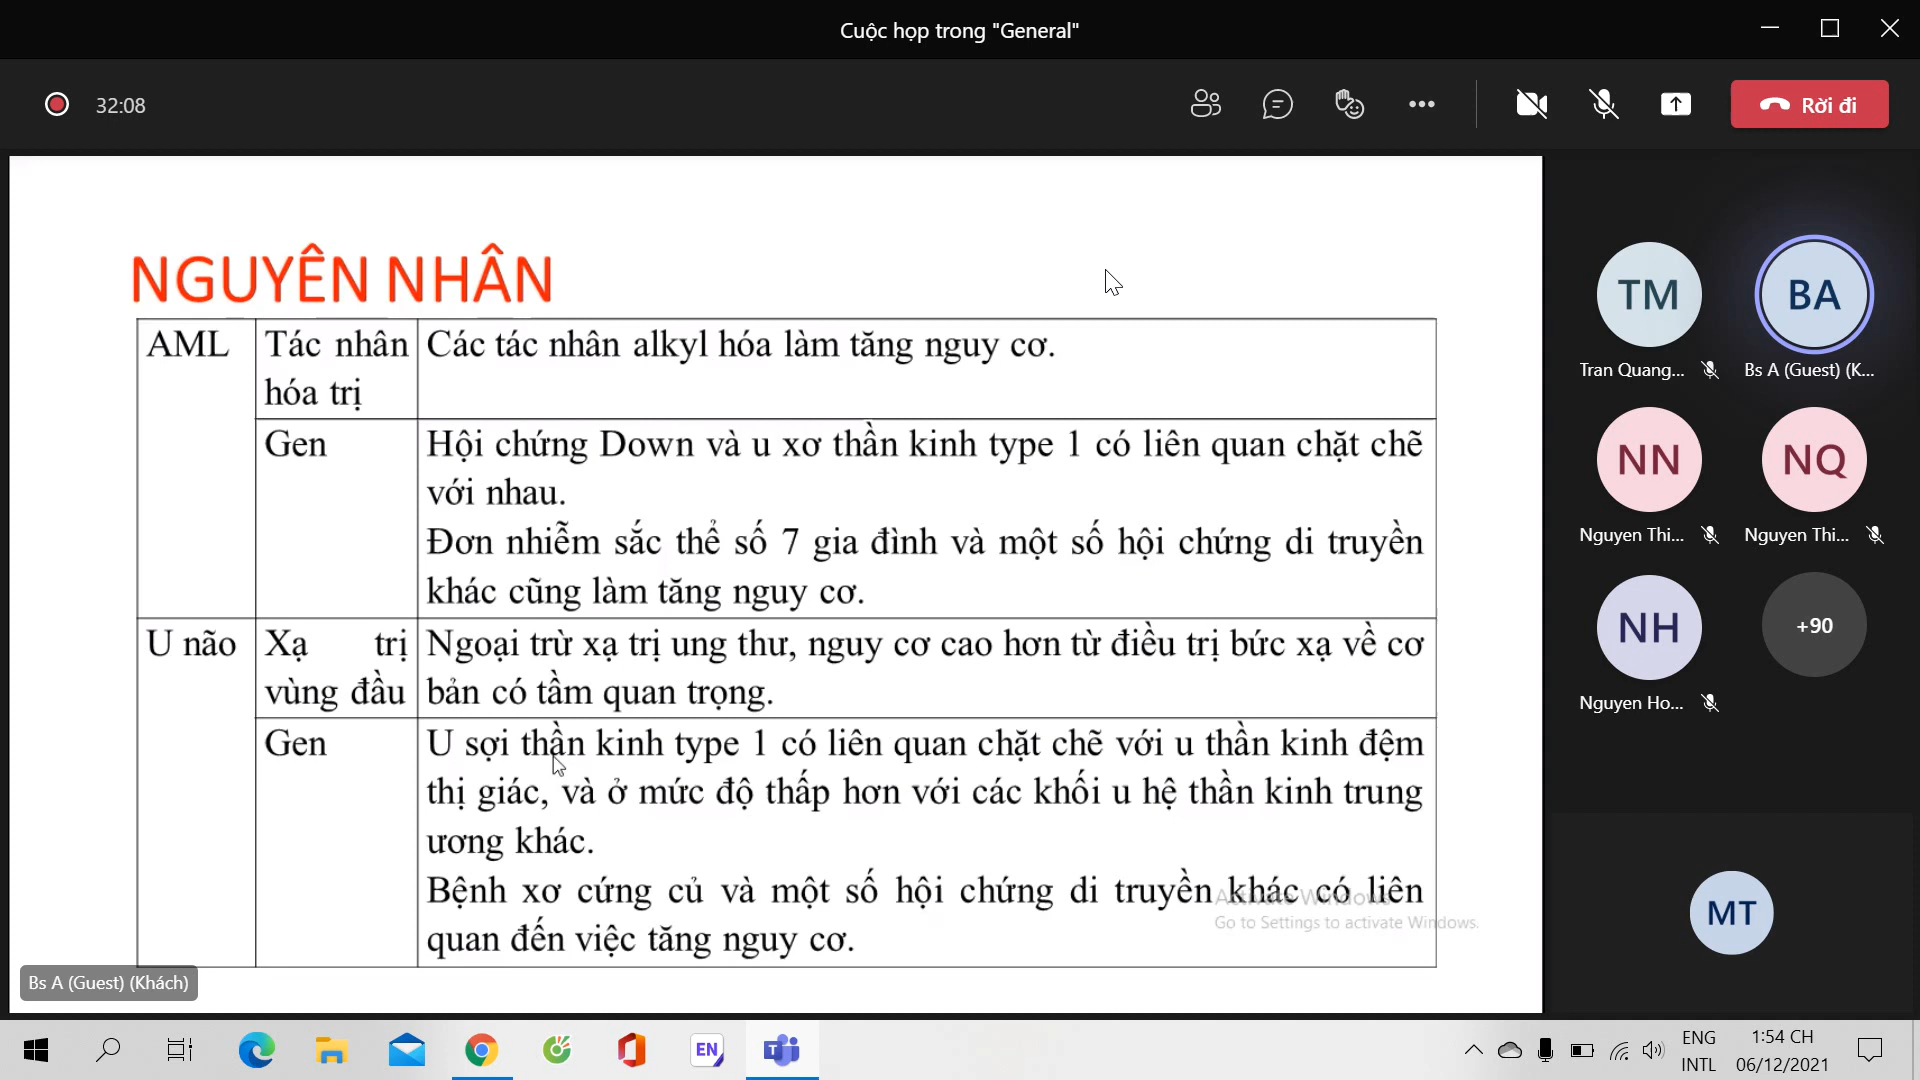 Cuộc họp trong "General"
32:08
Rời đi
NGUYÊN NHÂN
AML
Tác nhân hóa trị
Các tác nhân alkyl hóa làm tăng nguy cơ.
Gen
Hội chứng Down và u xơ thần kinh type 1 có liên quan chặt chẽ
với nhau.
Đơn nhiễm sắc thể số 7 gia đình và một số hội chứng di truyền
khác cũng làm tăng nguy cơ.
U não
Xạ trị
vùng đầu
Ngoại trừ xạ trị ung thư, nguy cơ cao hơn từ điều trị bức xạ về cơ
bản có tầm quan trọng.
Gen
U sợi thần kinh type 1 có liên quan chặt chẽ với u thần kinh đệm
thị giác, và ở mức độ thấp hơn với các khối u hệ thần kinh trung
ương khác.
Bệnh xơ cứng củ và một số hội chứng di truyền khác có liên
quan đến việc tăng nguy cơ.
Activate Windows
Go to Settings to activate Windows.
Bs A (Guest) (Khách)
TM
Tran Quang...
BA
Bs A (Guest) (K...
NN
Nguyen Thi...
NQ
Nguyen Thi...
NH
Nguyen Ho...
+90
MT
EN
T
ENG
INTL
1:54 CH
06/12/2021